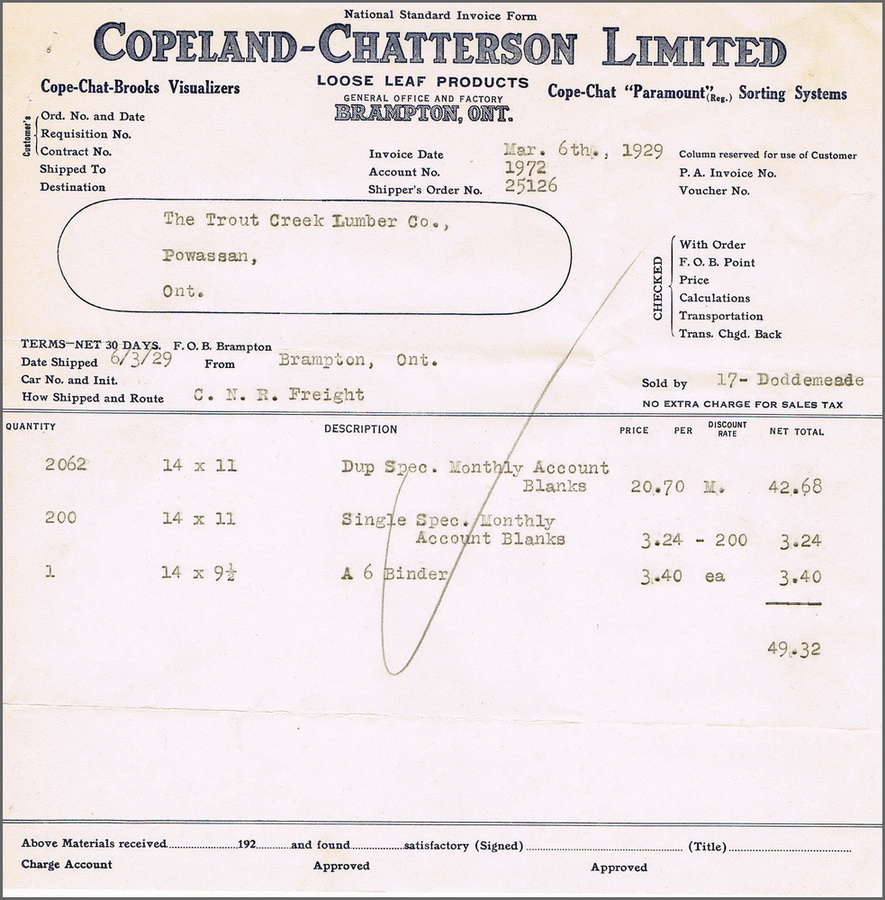 National Standard Invoice Form
COPELAND-CHATTERSON LIMITED
Cope-Chat-Brooks Visualizers
LOOSE LEAF PRODUCTS
GENERAL OFFICE AND FACTORY
BRAMPTON, ONT.
Cope-Chat "Paramount" (Reg.) Sorting Systems
Customer's
Ord. No. and Date
Requisition No.
Contract No.
Shipped To
Destination
Invoice Date Mar. 6th., 1929
Account No. 1972
Shipper's Order No. 25126
Column reserved for use of Customer
P. A. Invoice No.
Voucher No.
The Trout Creek Lumber Co.,
Powassan,
Ont.
CHECKED
With Order
F. O. B. Point
Price
Calculations
Transportation
Trans. Chgd. Back
TERMS—NET 30 DAYS. F. O. B. Brampton
Date Shipped 6/3/29 From Brampton, Ont.
Car No. and Init.
How Shipped and Route C. N. R. Freight
Sold by 17- Doddemeade
NO EXTRA CHARGE FOR SALES TAX
QUANTITY DESCRIPTION PRICE PER DISCOUNT RATE NET TOTAL
2062 14 x 11 Dup Spec. Monthly Account
Blanks 20.70 M. 42.68
200 14 x 11 Single Spec. Monthly
Account Blanks 3.24 - 200 3.24
1 14 x 9½ A 6 Binder 3.40 ea 3.40
49.32
Above Materials received 192 and found satisfactory (Signed) (Title)
Charge Account Approved Approved